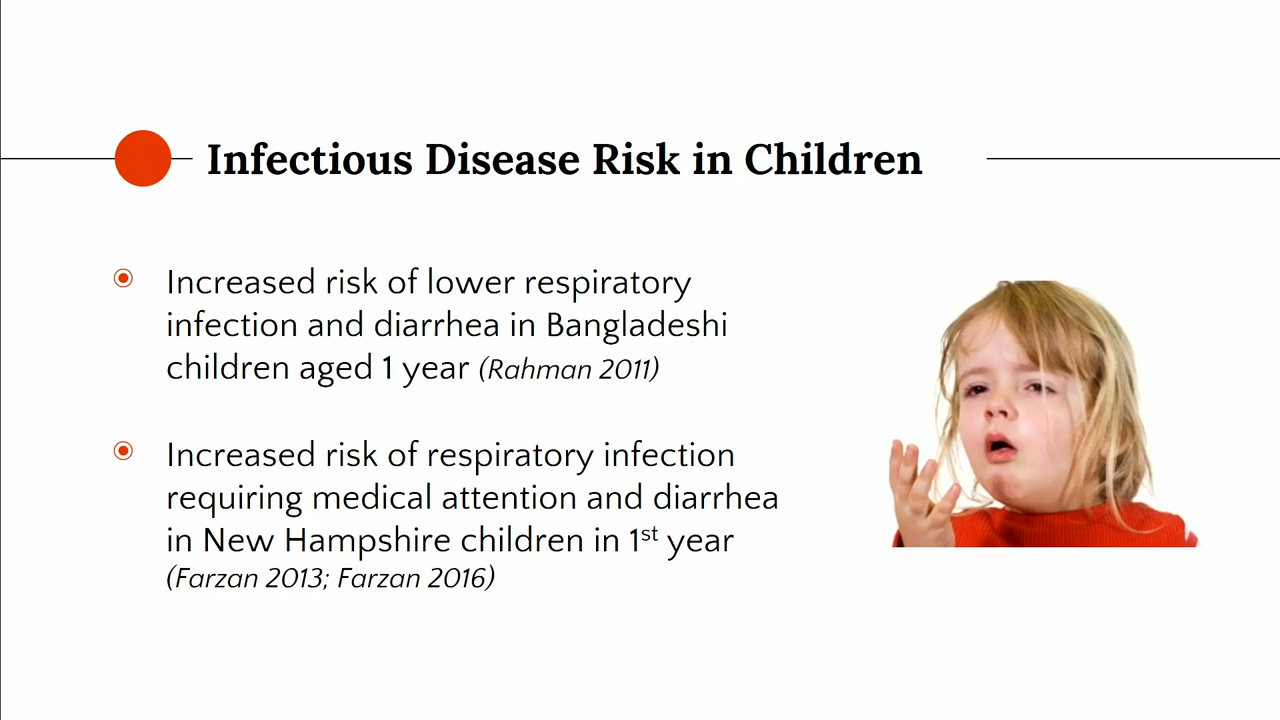 Infectious Disease Risk in Children
Increased risk of lower respiratory
infection and diarrhea in Bangladeshi
children aged 1 year (Rahman 2011)
Increased risk of respiratory infection
requiring medical attention and diarrhea
in New Hampshire children in 1st year
(Farzan 2013; Farzan 2016)